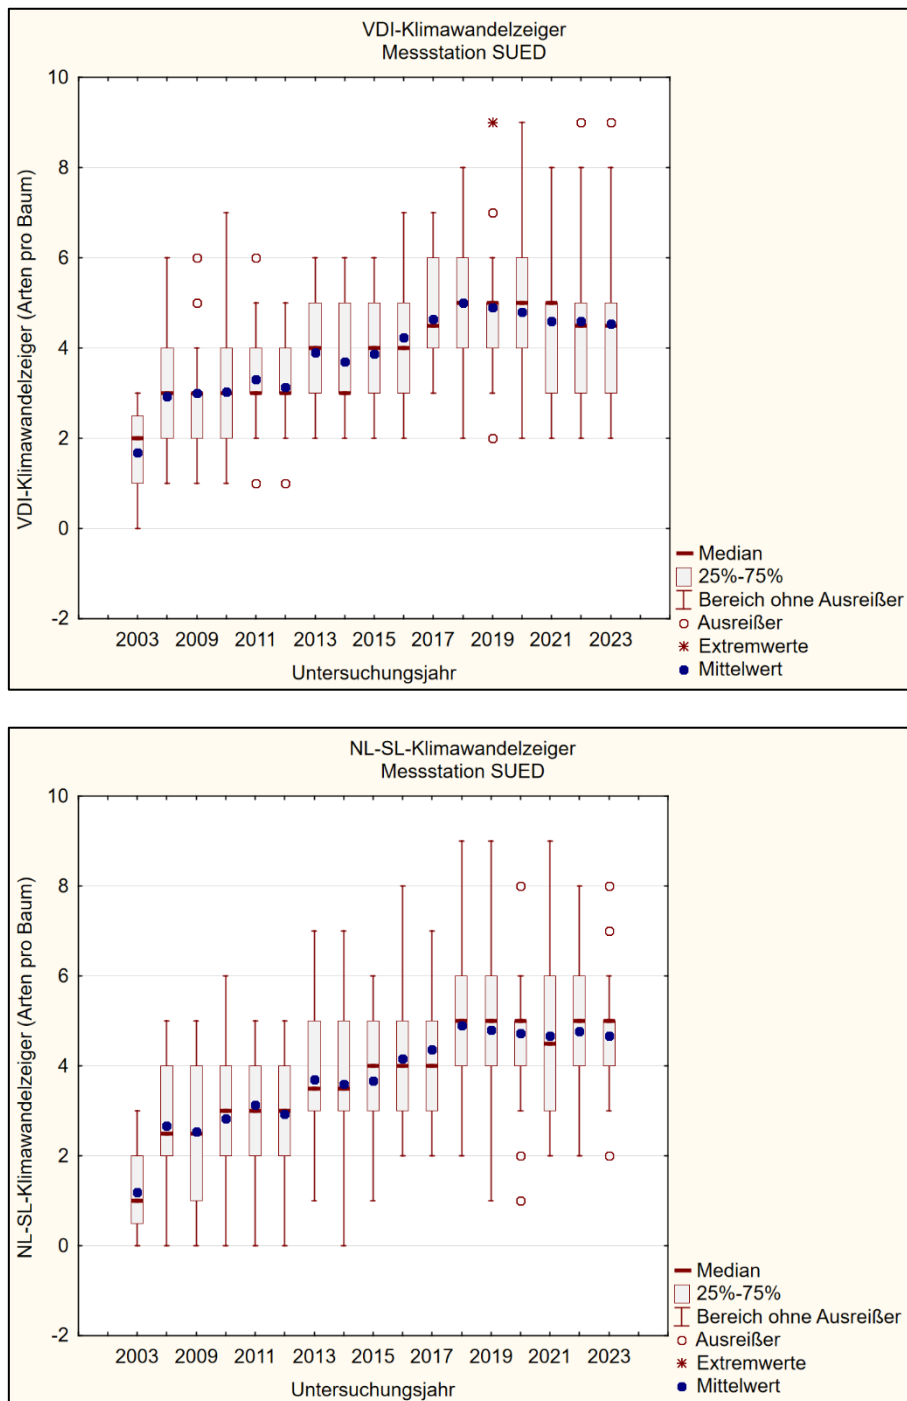 VDI-Klimawandelzeiger
Messstation SUED
VDI-Klimawandelzeiger (Arten pro Baum)
10
8
6
4
2
0
-2
2003 2009 2011 2013 2015 2017 2019 2021 2023
Untersuchungsjahr
Median
25%-75%
Bereich ohne Ausreißer
Ausreißer
Extremwerte
Mittelwert
NL-SL-Klimawandelzeiger
Messstation SUED
NL-SL-Klimawandelzeiger (Arten pro Baum)
10
8
6
4
2
0
-2
2003 2009 2011 2013 2015 2017 2019 2021 2023
Untersuchungsjahr
Median
25%-75%
Bereich ohne Ausreißer
Ausreißer
Extremwerte
Mittelwert